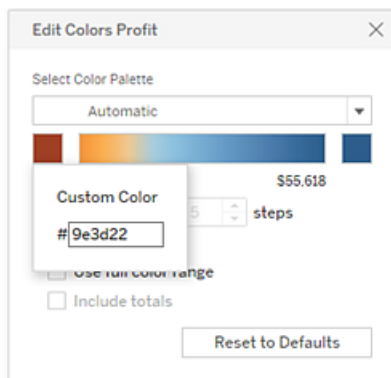 Edit Colors Profit
Select Color Palette
Automatic
$55,618
Custom Color
#9e3d22
5 steps
Use full color range
Include totals
Reset to Defaults